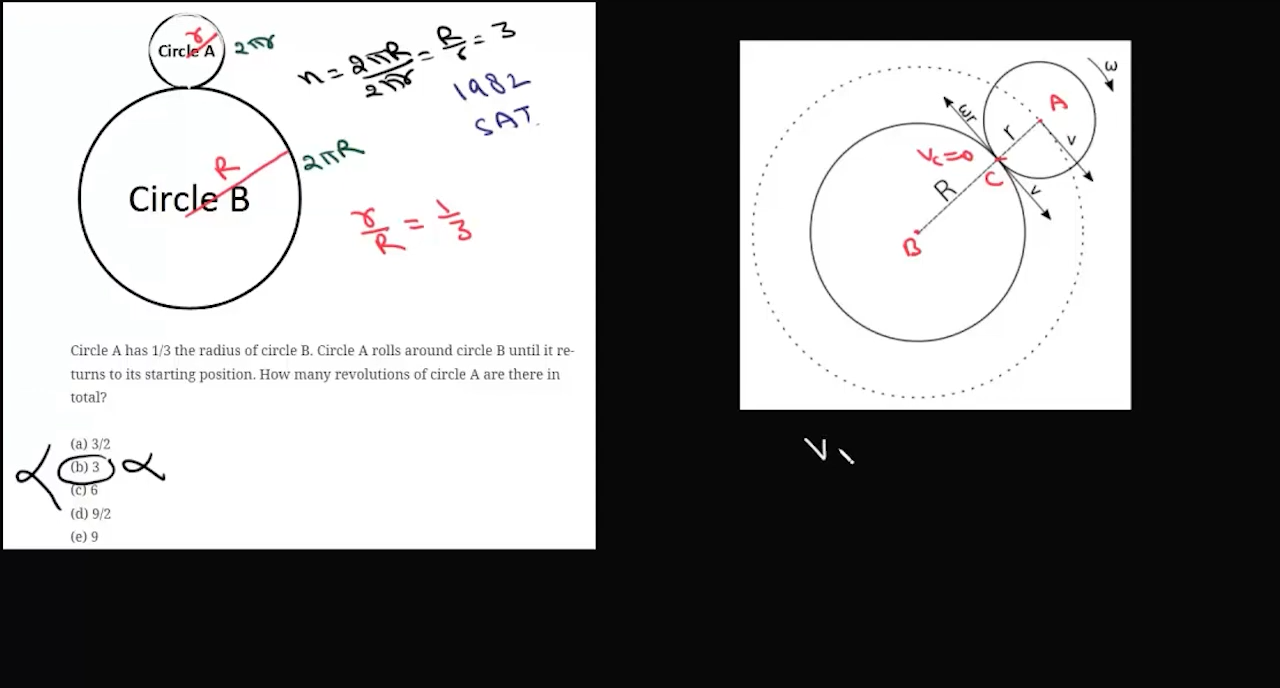 Circle A
r
2πr
n = 2πR/2πr = R/r = 3
1982
SAT.
R
2πR
Circle B
r/R = 1/3
Circle A has 1/3 the radius of circle B. Circle A rolls around circle B until it re-
turns to its starting position. How many revolutions of circle A are there in
total?
(a) 3/2
(b) 3
(c) 6
(d) 9/2
(e) 9
ω
A
ωr
r
v
Vc=0
C
R
v
B
V